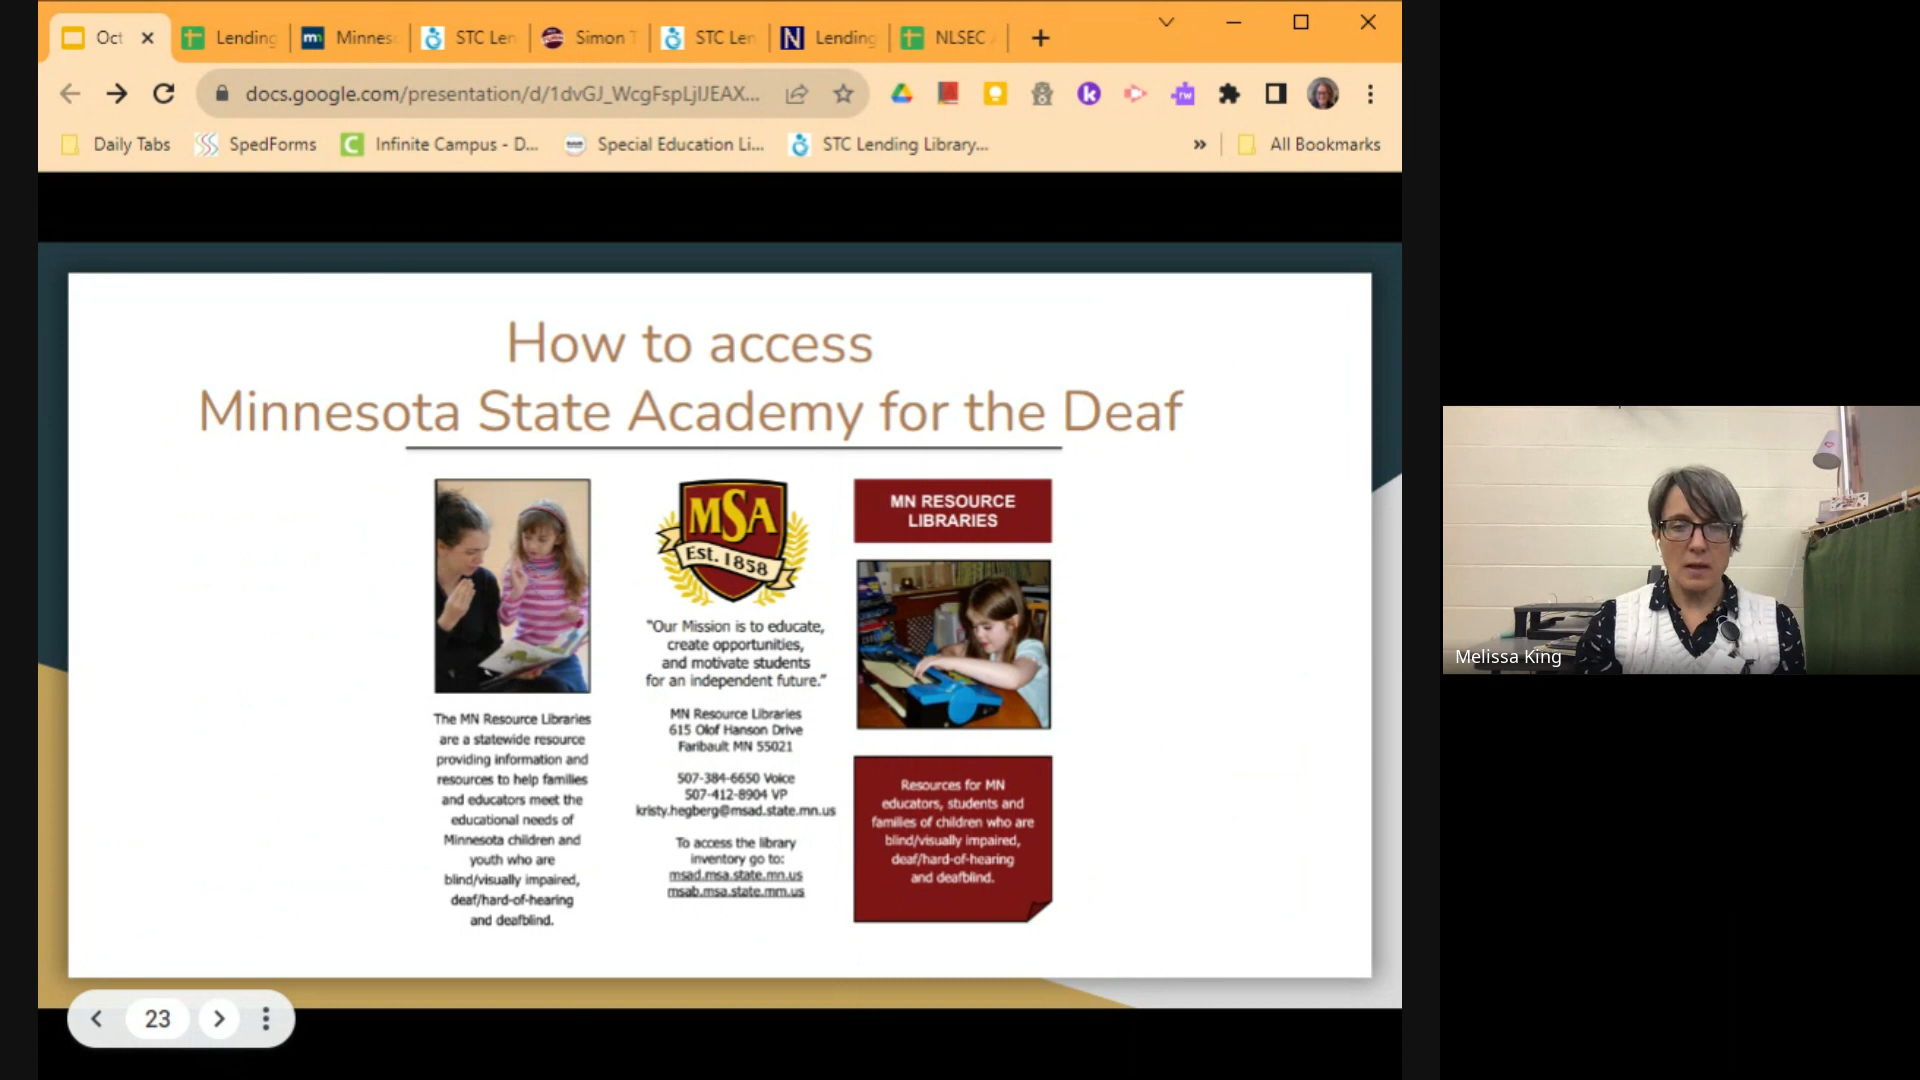 Oct
Lending
Minnes
STC Len
Simon T
STC Len
Lending
NLSEC
docs.google.com/presentation/d/1dvGJ_WcgFspLjlJEAX...
Daily Tabs
SpedForms
Infinite Campus - D...
Special Education Li...
STC Lending Library...
All Bookmarks
How to access
Minnesota State Academy for the Deaf
The MN Resource Libraries
are a statewide resource
providing information and
resources to help families
and educators meet the
educational needs of
Minnesota children and
youth who are
blind/visually impaired,
deaf/hard-of-hearing
and deafblind.
MSA
Est. 1858
"Our Mission is to educate,
create opportunities,
and motivate students
for an independent future."
MN Resource Libraries
615 Olof Hanson Drive
Faribault MN 55021
507-384-6650 Voice
507-412-8904 VP
kristy.hegberg@msad.state.mn.us
To access the library
inventory go to:
msad.msa.state.mn.us
msab.msa.state.mm.us
MN RESOURCE
LIBRARIES
Resources for MN
educators, students and
families of children who are
blind/visually impaired,
deaf/hard-of-hearing
and deafblind.
23
Melissa King